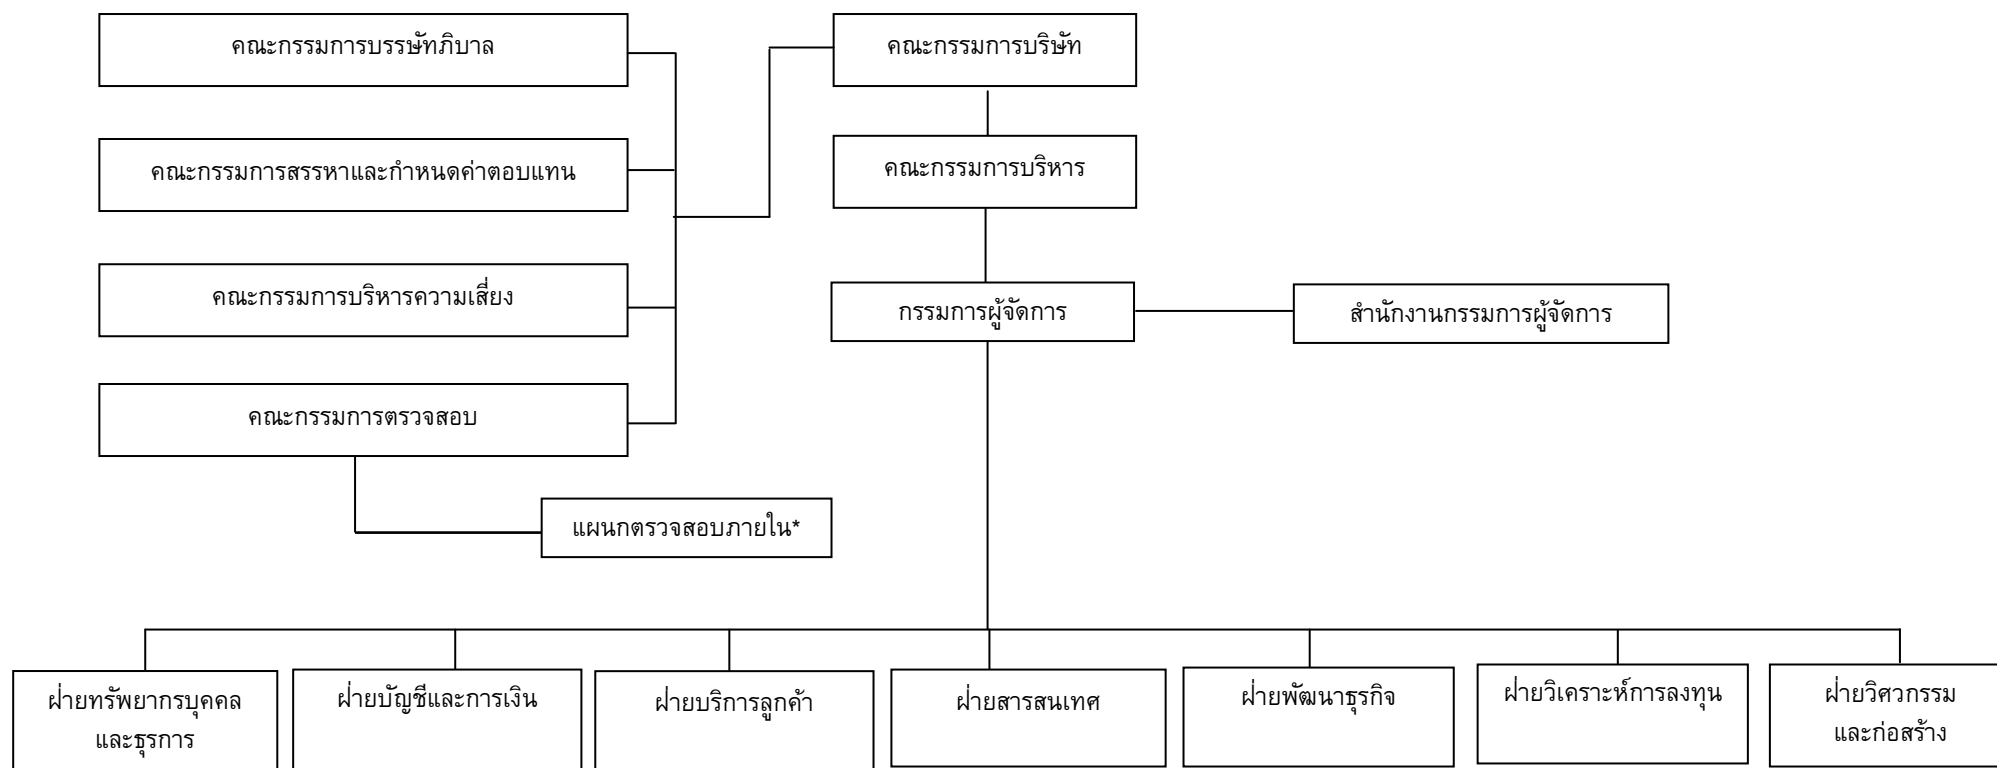 คณะกรรมการบรรษัทภิบาล
คณะกรรมการบริษัท
คณะกรรมการสรรหาและกำหนดค่าตอบแทน
คณะกรรมการบริหาร
คณะกรรมการบริหารความเสี่ยง
กรรมการผู้จัดการ
สำนักงานกรรมการผู้จัดการ
คณะกรรมการตรวจสอบ
แผนกตรวจสอบภายใน*
ฝ่ายทรัพยากรบุคคล
และธุรการ
ฝ่ายบัญชีและการเงิน
ฝ่ายบริการลูกค้า
ฝ่ายสารสนเทศ
ฝ่ายพัฒนาธุรกิจ
ฝ่ายวิเคราะห์การลงทุน
ฝ่ายวิศวกรรม
และก่อสร้าง